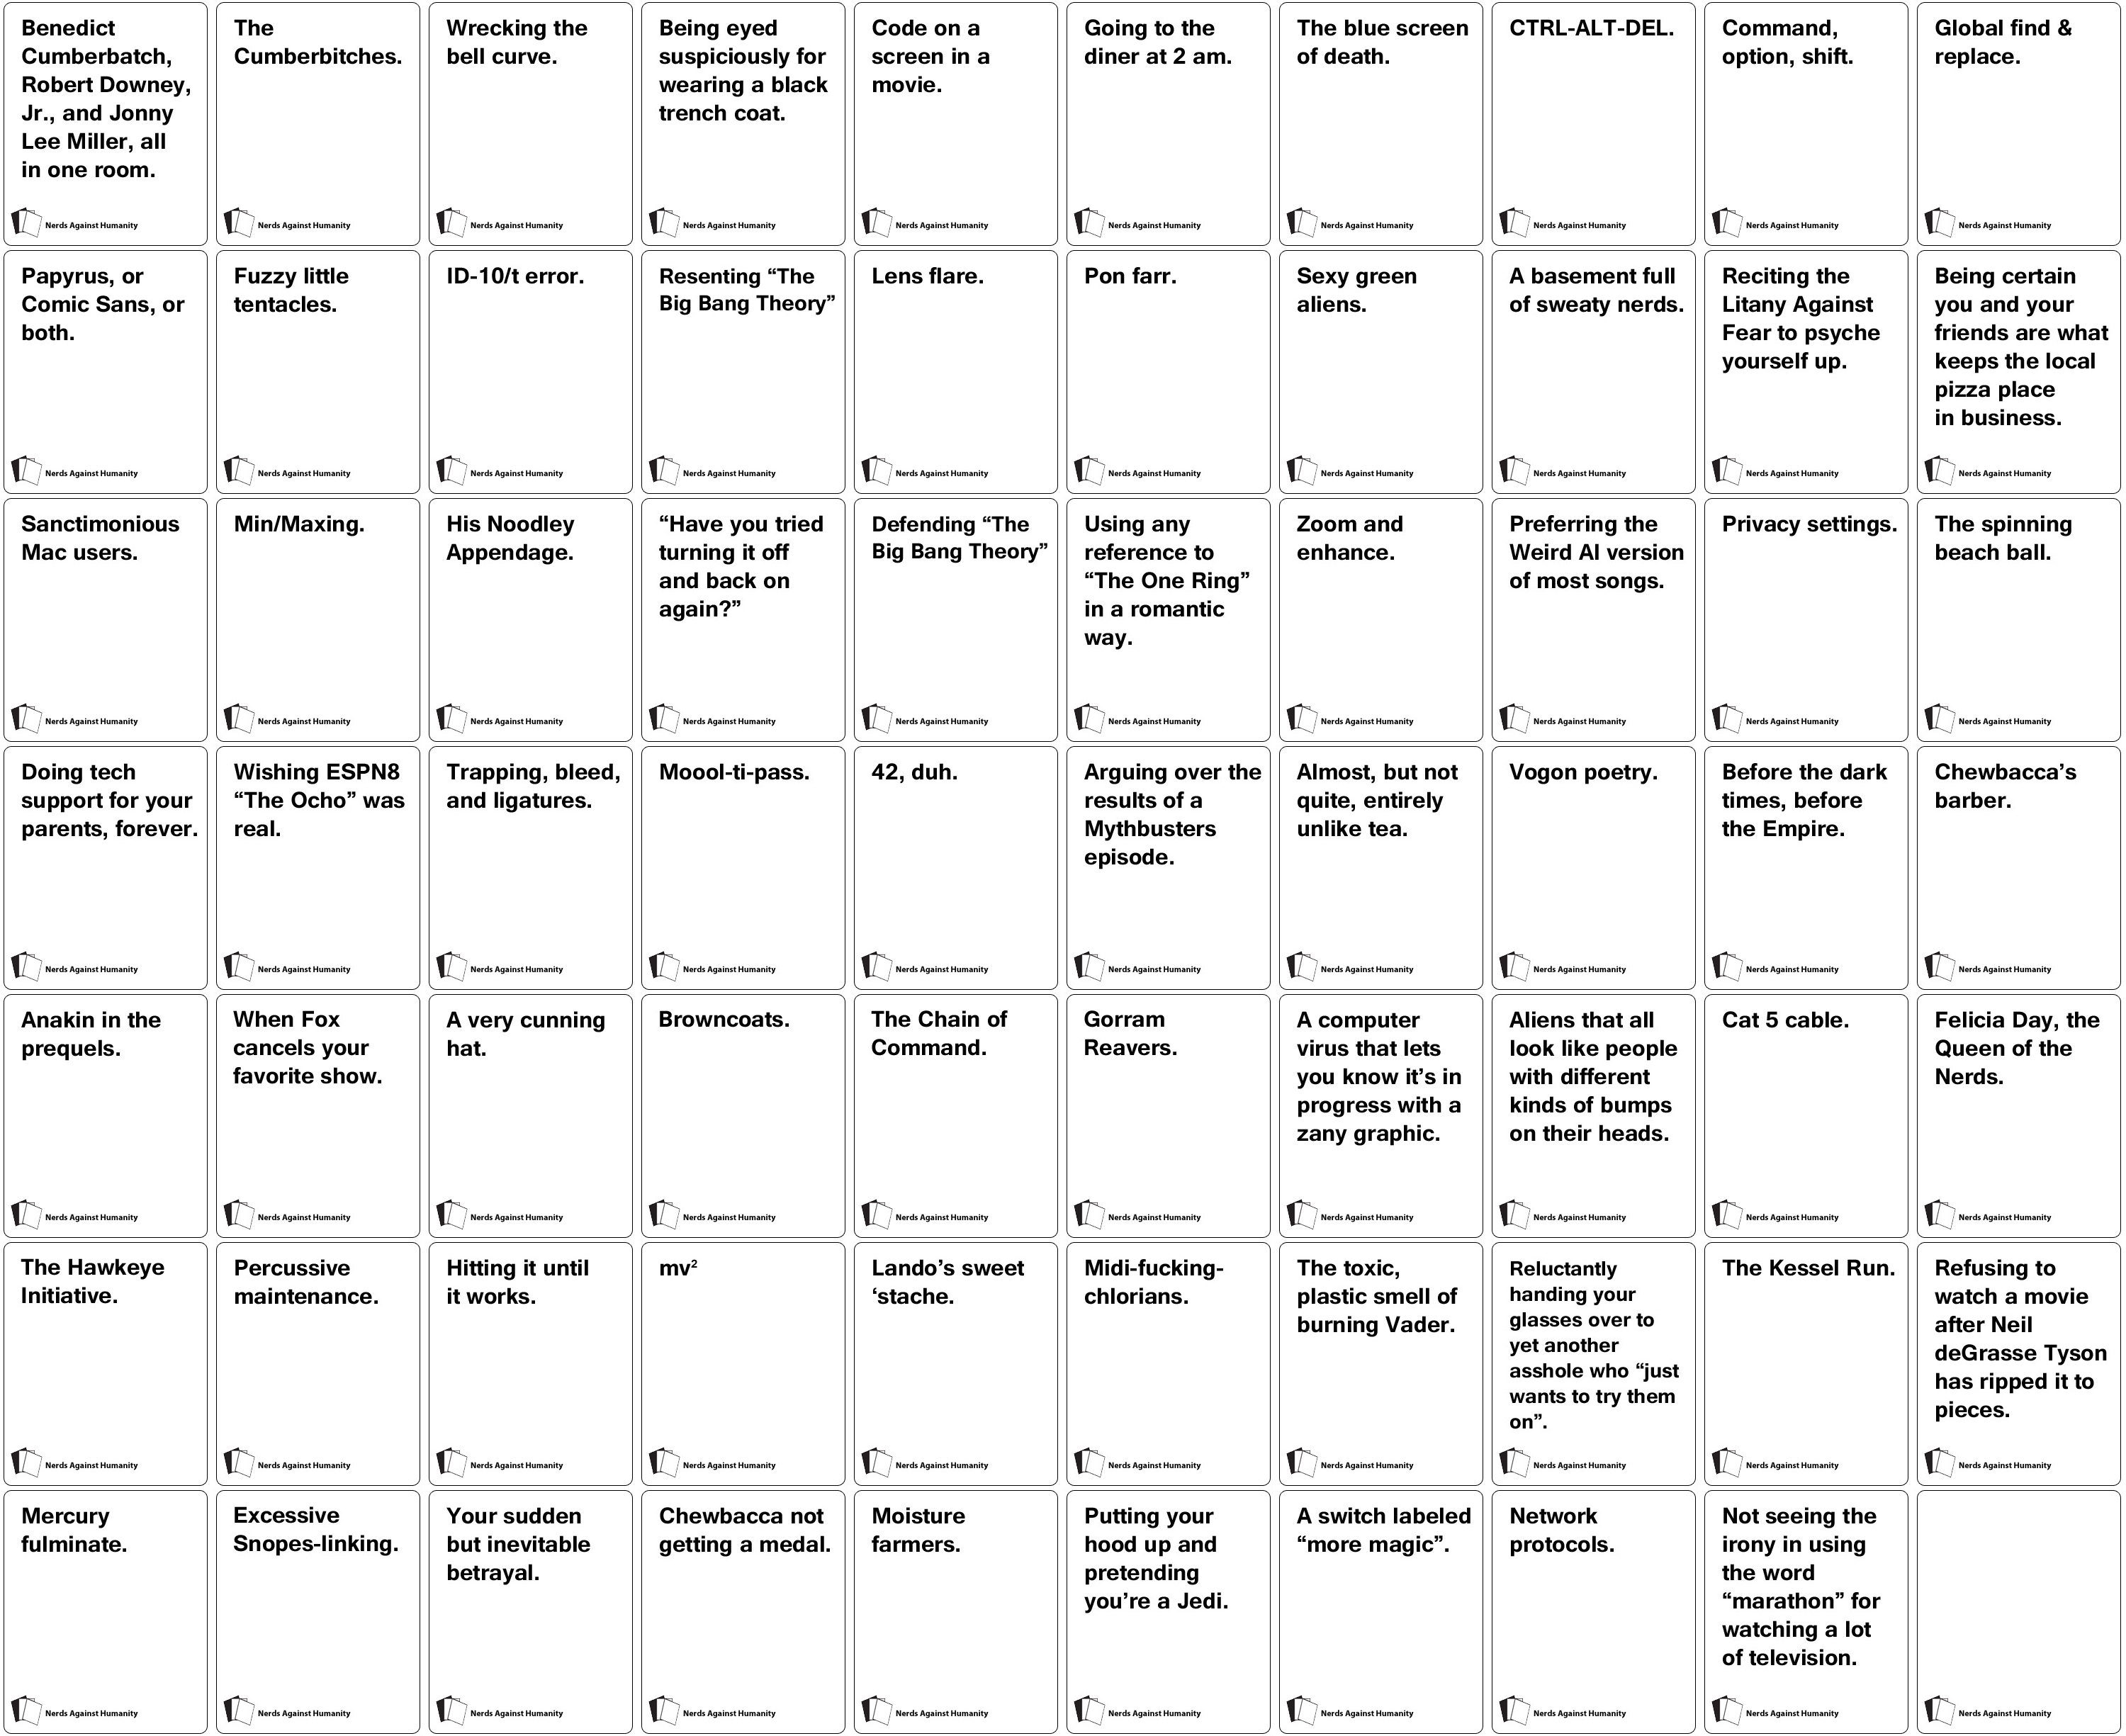 Benedict
Cumberbatch,
Robert Downey,
Jr., and Jonny
Lee Miller, all
in one room.
Nerds Against Humanity
The
Cumberbitches.
Nerds Against Humanity
Wrecking the
bell curve.
Nerds Against Humanity
Being eyed
suspiciously for
wearing a black
trench coat.
Nerds Against Humanity
Code on a
screen in a
movie.
Nerds Against Humanity
Going to the
diner at 2 am.
Nerds Against Humanity
The blue screen
of death.
Nerds Against Humanity
CTRL-ALT-DEL.
Nerds Against Humanity
Command,
option, shift.
Nerds Against Humanity
Global find &
replace.
Nerds Against Humanity
Papyrus, or
Comic Sans, or
both.
Nerds Against Humanity
Fuzzy little
tentacles.
Nerds Against Humanity
ID-10/t error.
Nerds Against Humanity
Resenting “The
Big Bang Theory”
Nerds Against Humanity
Lens flare.
Nerds Against Humanity
Pon farr.
Nerds Against Humanity
Sexy green
aliens.
Nerds Against Humanity
A basement full
of sweaty nerds.
Nerds Against Humanity
Reciting the
Litany Against
Fear to psyche
yourself up.
Nerds Against Humanity
Being certain
you and your
friends are what
keeps the local
pizza place
in business.
Nerds Against Humanity
Sanctimonious
Mac users.
Nerds Against Humanity
Min/Maxing.
Nerds Against Humanity
His Noodley
Appendage.
Nerds Against Humanity
“Have you tried
turning it off
and back on
again?”
Nerds Against Humanity
Defending “The
Big Bang Theory”
Nerds Against Humanity
Using any
reference to
“The One Ring”
in a romantic
way.
Nerds Against Humanity
Zoom and
enhance.
Nerds Against Humanity
Preferring the
Weird Al version
of most songs.
Nerds Against Humanity
Privacy settings.
Nerds Against Humanity
The spinning
beach ball.
Nerds Against Humanity
Doing tech
support for your
parents, forever.
Nerds Against Humanity
Wishing ESPN8
“The Ocho” was
real.
Nerds Against Humanity
Trapping, bleed,
and ligatures.
Nerds Against Humanity
Moool-ti-pass.
Nerds Against Humanity
42, duh.
Nerds Against Humanity
Arguing over the
results of a
Mythbusters
episode.
Nerds Against Humanity
Almost, but not
quite, entirely
unlike tea.
Nerds Against Humanity
Vogon poetry.
Nerds Against Humanity
Before the dark
times, before
the Empire.
Nerds Against Humanity
Chewbacca’s
barber.
Nerds Against Humanity
Anakin in the
prequels.
Nerds Against Humanity
When Fox
cancels your
favorite show.
Nerds Against Humanity
A very cunning
hat.
Nerds Against Humanity
Browncoats.
Nerds Against Humanity
The Chain of
Command.
Nerds Against Humanity
Gorram
Reavers.
Nerds Against Humanity
A computer
virus that lets
you know it’s in
progress with a
zany graphic.
Nerds Against Humanity
Aliens that all
look like people
with different
kinds of bumps
on their heads.
Nerds Against Humanity
Cat 5 cable.
Nerds Against Humanity
Felicia Day, the
Queen of the
Nerds.
Nerds Against Humanity
The Hawkeye
Initiative.
Nerds Against Humanity
Percussive
maintenance.
Nerds Against Humanity
Hitting it until
it works.
Nerds Against Humanity
mv²
Nerds Against Humanity
Lando’s sweet
‘stache.
Nerds Against Humanity
Midi-fucking-
chlorians.
Nerds Against Humanity
The toxic,
plastic smell of
burning Vader.
Nerds Against Humanity
Reluctantly
handing your
glasses over to
yet another
asshole who “just
wants to try them
on”.
Nerds Against Humanity
The Kessel Run.
Nerds Against Humanity
Refusing to
watch a movie
after Neil
deGrasse Tyson
has ripped it to
pieces.
Nerds Against Humanity
Mercury
fulminate.
Nerds Against Humanity
Excessive
Snopes-linking.
Nerds Against Humanity
Your sudden
but inevitable
betrayal.
Nerds Against Humanity
Chewbacca not
getting a medal.
Nerds Against Humanity
Moisture
farmers.
Nerds Against Humanity
Putting your
hood up and
pretending
you’re a Jedi.
Nerds Against Humanity
A switch labeled
“more magic”.
Nerds Against Humanity
Network
protocols.
Nerds Against Humanity
Not seeing the
irony in using
the word
“marathon” for
watching a lot
of television.
Nerds Against Humanity
Nerds Against Humanity